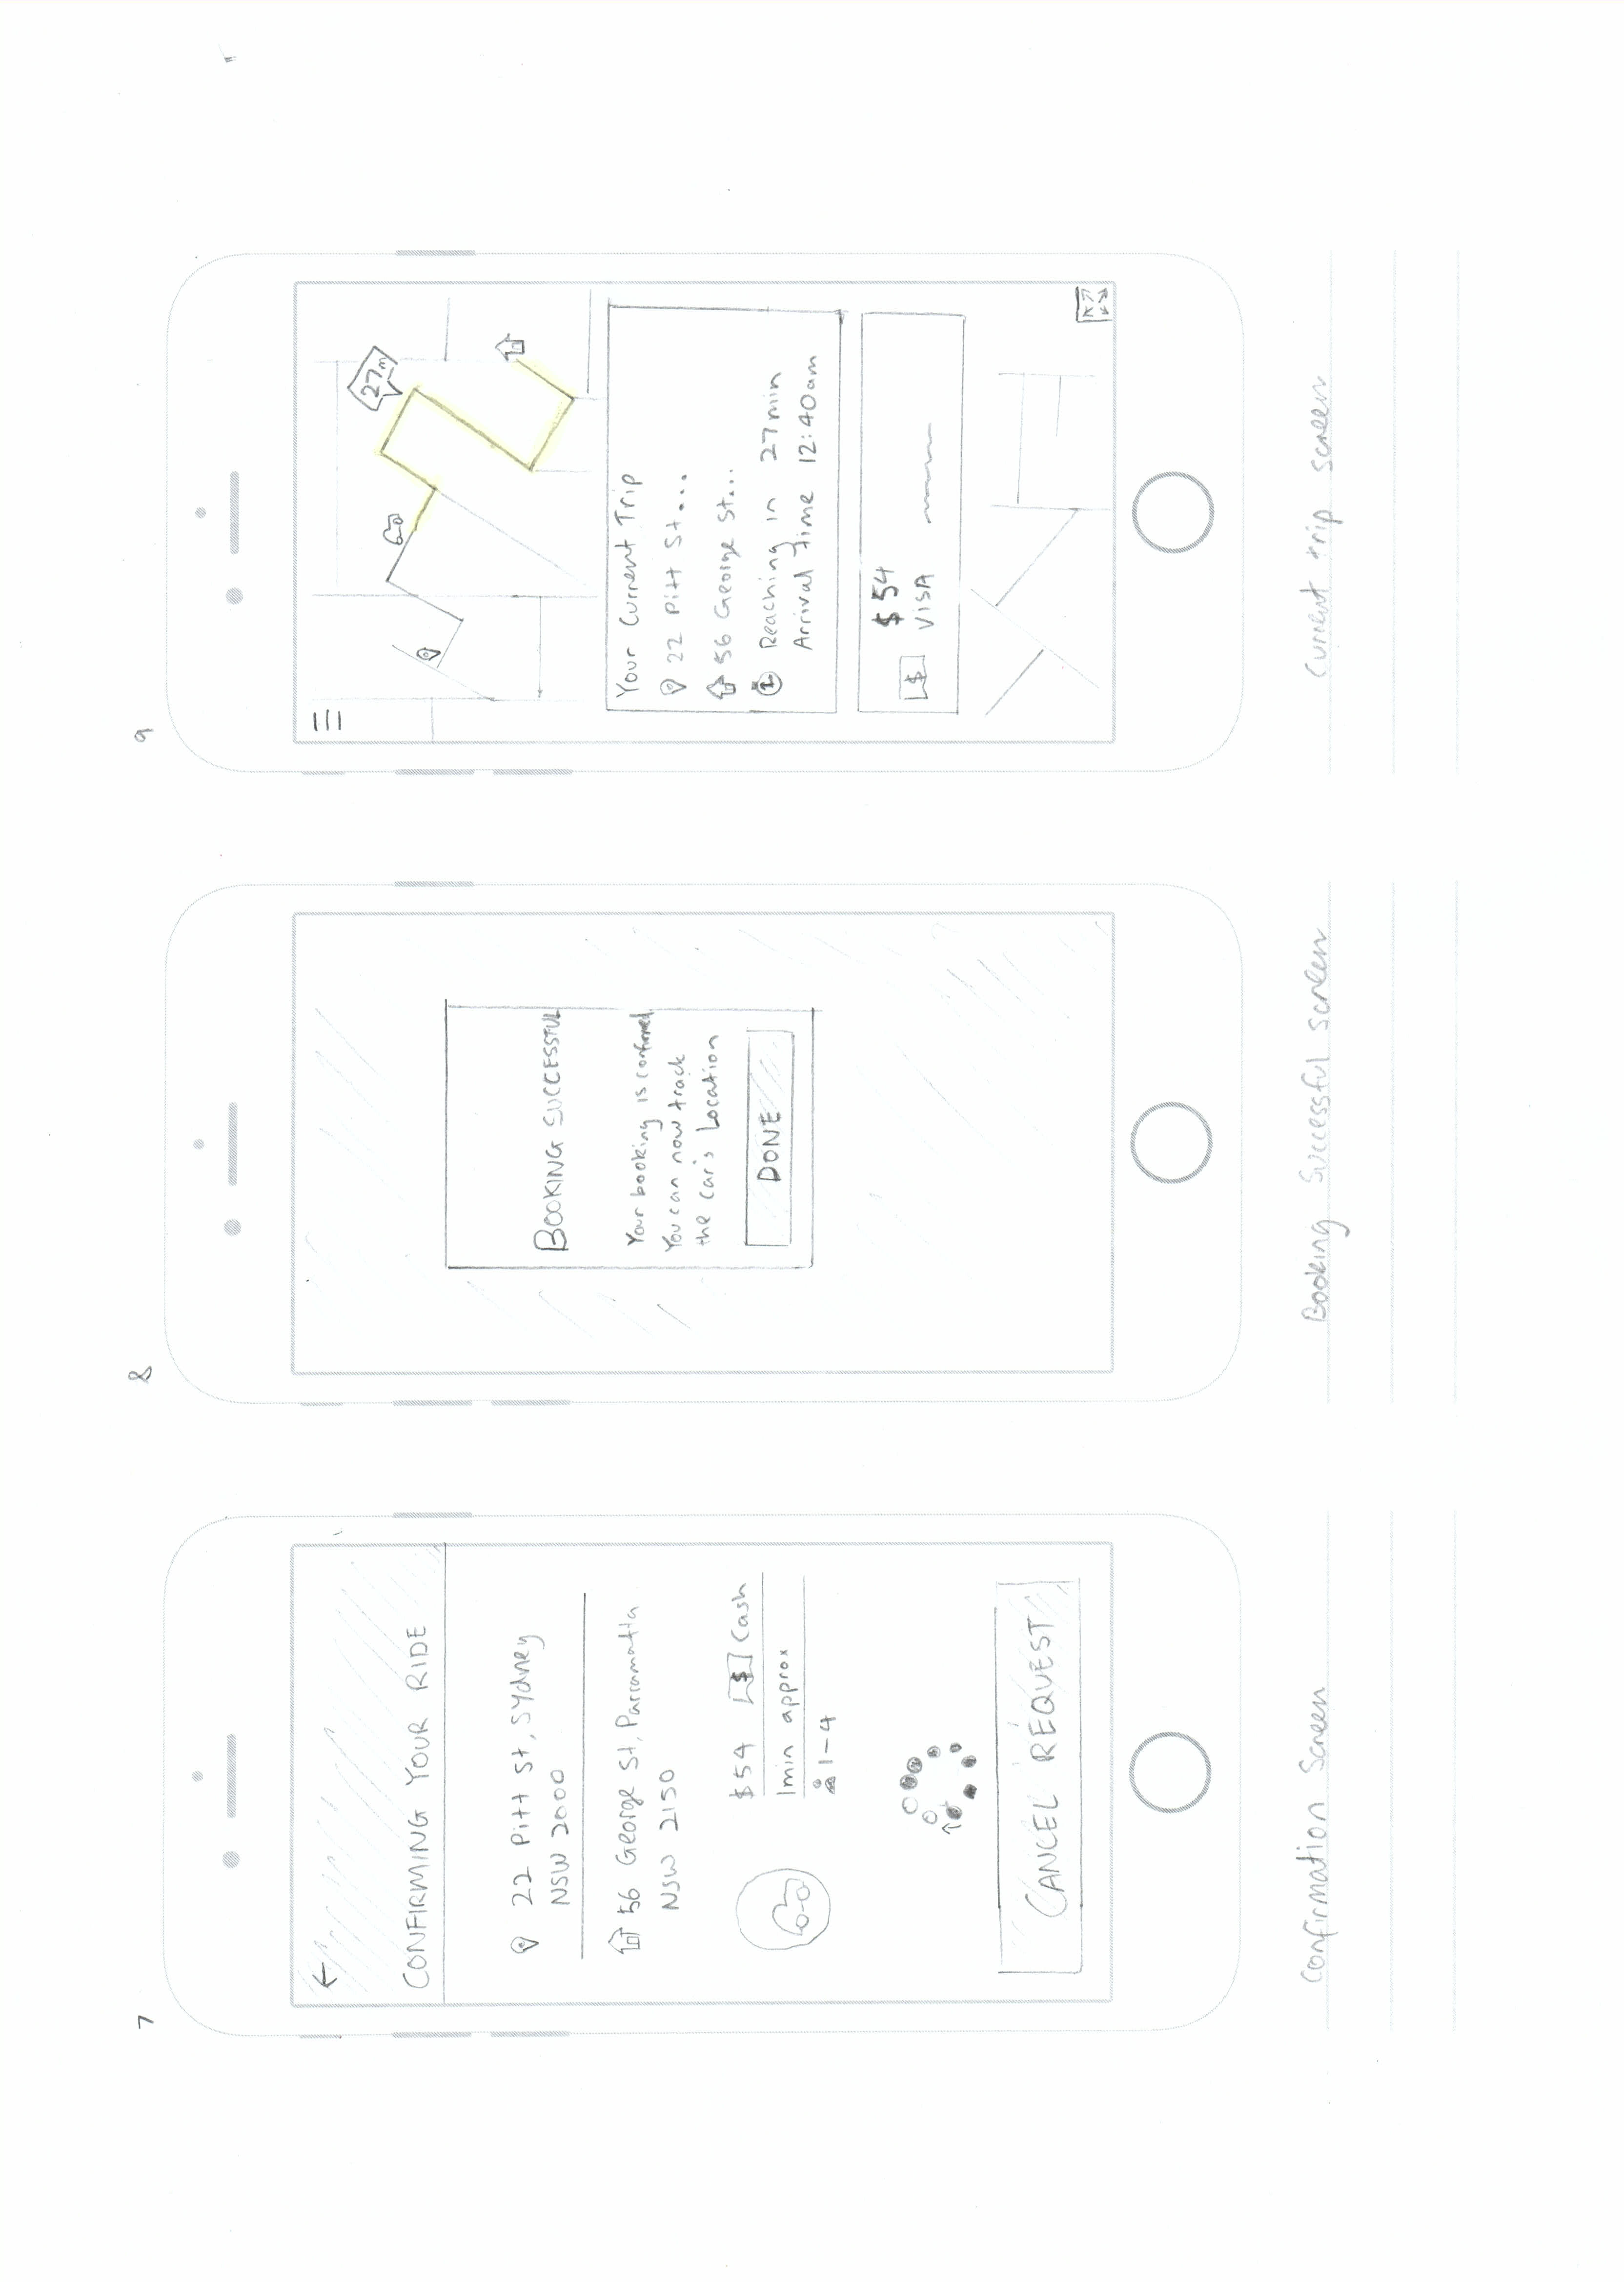 7
CONFIRMING YOUR RIDE
22 Pitt St, Sydney
NSW 2000
56 George St, Parramatta
NSW 2150
$54 $ Cash
1min approx
1-4
CANCEL REQUEST
Confirmation Screen
8
BOOKING SUCCESSFUL
Your booking is confirmed.
You can now track
the car's Location
DONE
Booking Successful screen
9
27m
Your Current Trip
22 Pitt St...
56 George St...
Reaching in 27min
Arrival time 12:40am
$54
$ VISA
Current trip screen